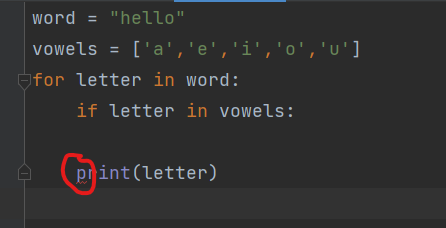 word = "hello"
vowels = ['a','e','i','o','u']
for letter in word:
    if letter in vowels:
    print(letter)